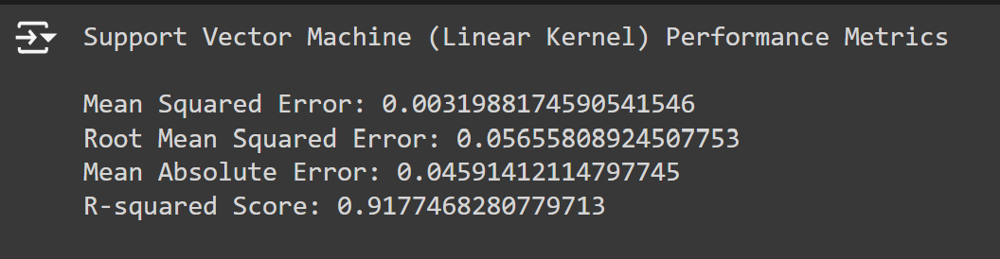 Support Vector Machine (Linear Kernel) Performance Metrics
Mean Squared Error: 0.0031988174590541546
Root Mean Squared Error: 0.05655808924507753
Mean Absolute Error: 0.04591412114797745
R-squared Score: 0.9177468280779713